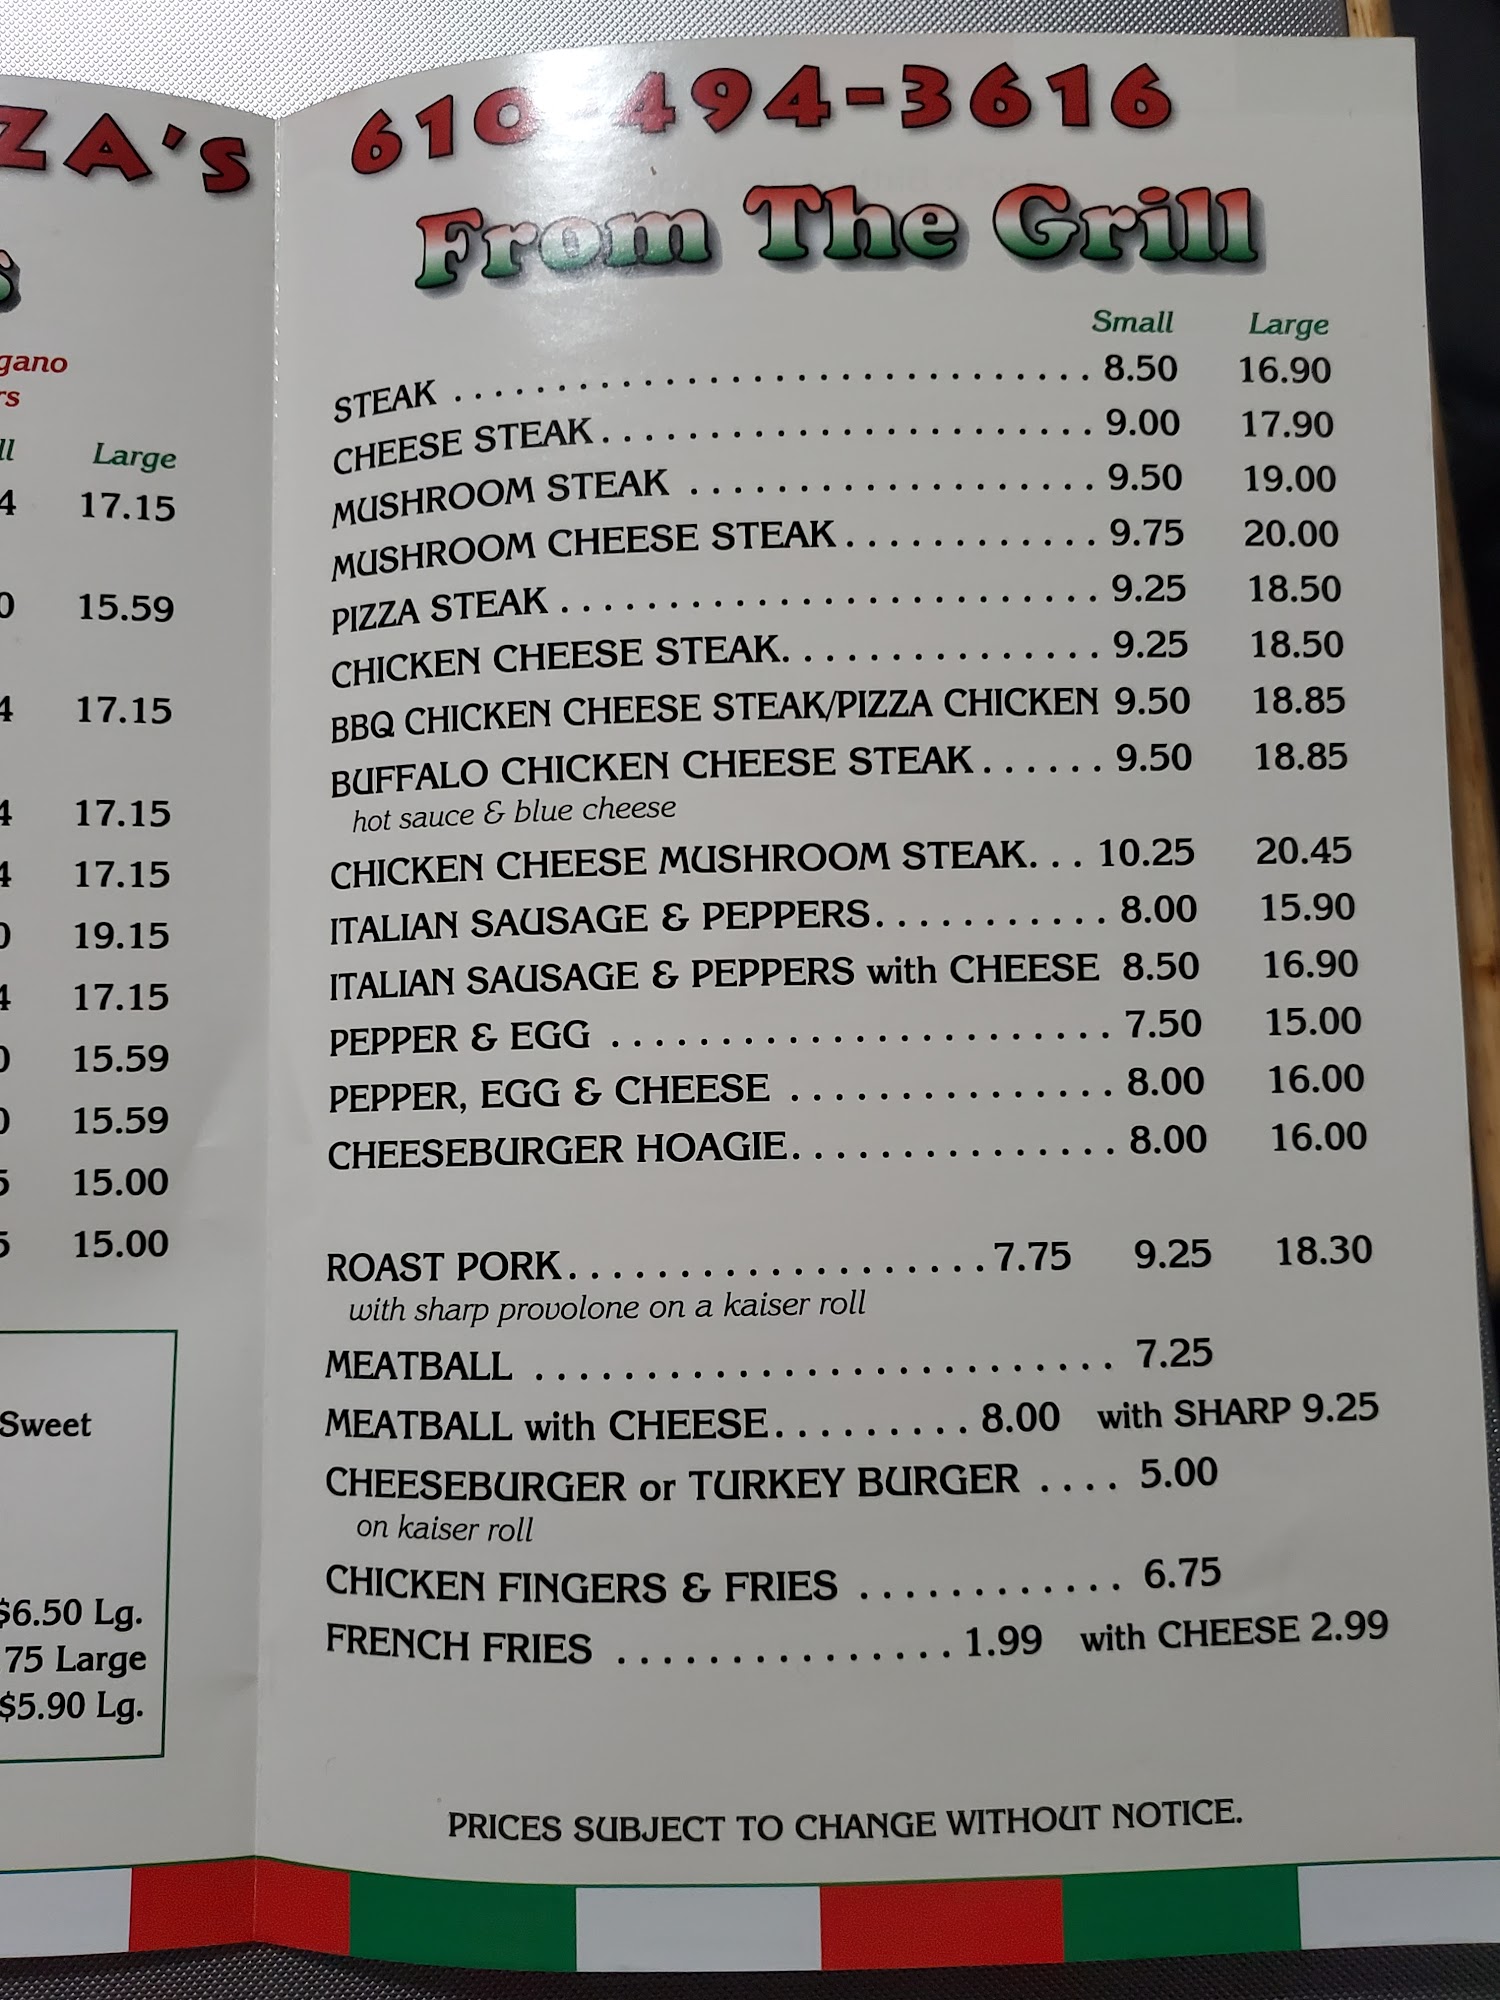 ZA's
gano
rs
Large
4 17.15
0 15.59
4 17.15
4 17.15
4 17.15
0 19.15
4 17.15
0 15.59
0 15.59
5 15.00
5 15.00
Sweet
$6.50 Lg.
75 Large
$5.90 Lg.
610-494-3616
From The Grill
Small Large
STEAK 8.50 16.90
CHEESE STEAK 9.00 17.90
MUSHROOM STEAK 9.50 19.00
MUSHROOM CHEESE STEAK 9.75 20.00
PIZZA STEAK 9.25 18.50
CHICKEN CHEESE STEAK 9.25 18.50
BBQ CHICKEN CHEESE STEAK/PIZZA CHICKEN 9.50 18.85
BUFFALO CHICKEN CHEESE STEAK 9.50 18.85
hot sauce & blue cheese
CHICKEN CHEESE MUSHROOM STEAK 10.25 20.45
ITALIAN SAUSAGE & PEPPERS 8.00 15.90
ITALIAN SAUSAGE & PEPPERS with CHEESE 8.50 16.90
PEPPER & EGG 7.50 15.00
PEPPER, EGG & CHEESE 8.00 16.00
CHEESEBURGER HOAGIE 8.00 16.00
ROAST PORK 7.75 9.25 18.30
with sharp provolone on a kaiser roll
MEATBALL 7.25
MEATBALL with CHEESE 8.00 with SHARP 9.25
CHEESEBURGER or TURKEY BURGER 5.00
on kaiser roll
CHICKEN FINGERS & FRIES 6.75
FRENCH FRIES 1.99 with CHEESE 2.99
PRICES SUBJECT TO CHANGE WITHOUT NOTICE.